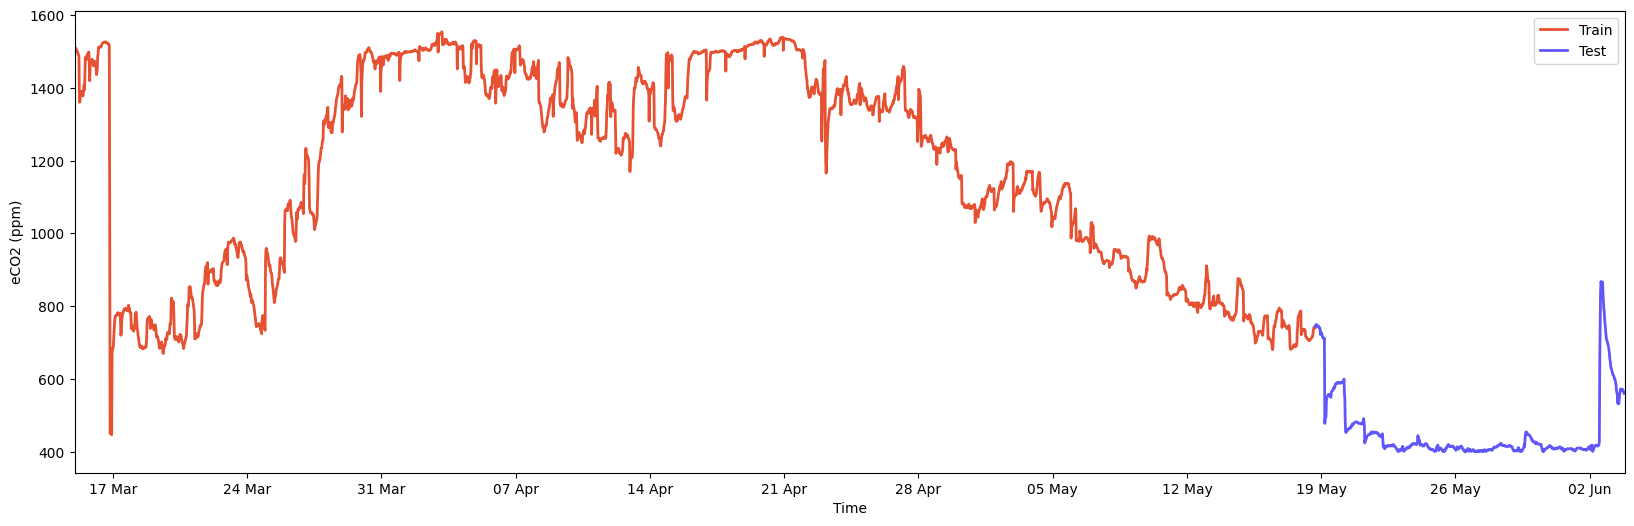 1600
1400
1200
1000
800
600
400
eCO2 (ppm)
Train
Test
17 Mar 24 Mar 31 Mar 07 Apr 14 Apr 21 Apr 28 Apr 05 May 12 May 19 May 26 May 02 Jun
Time